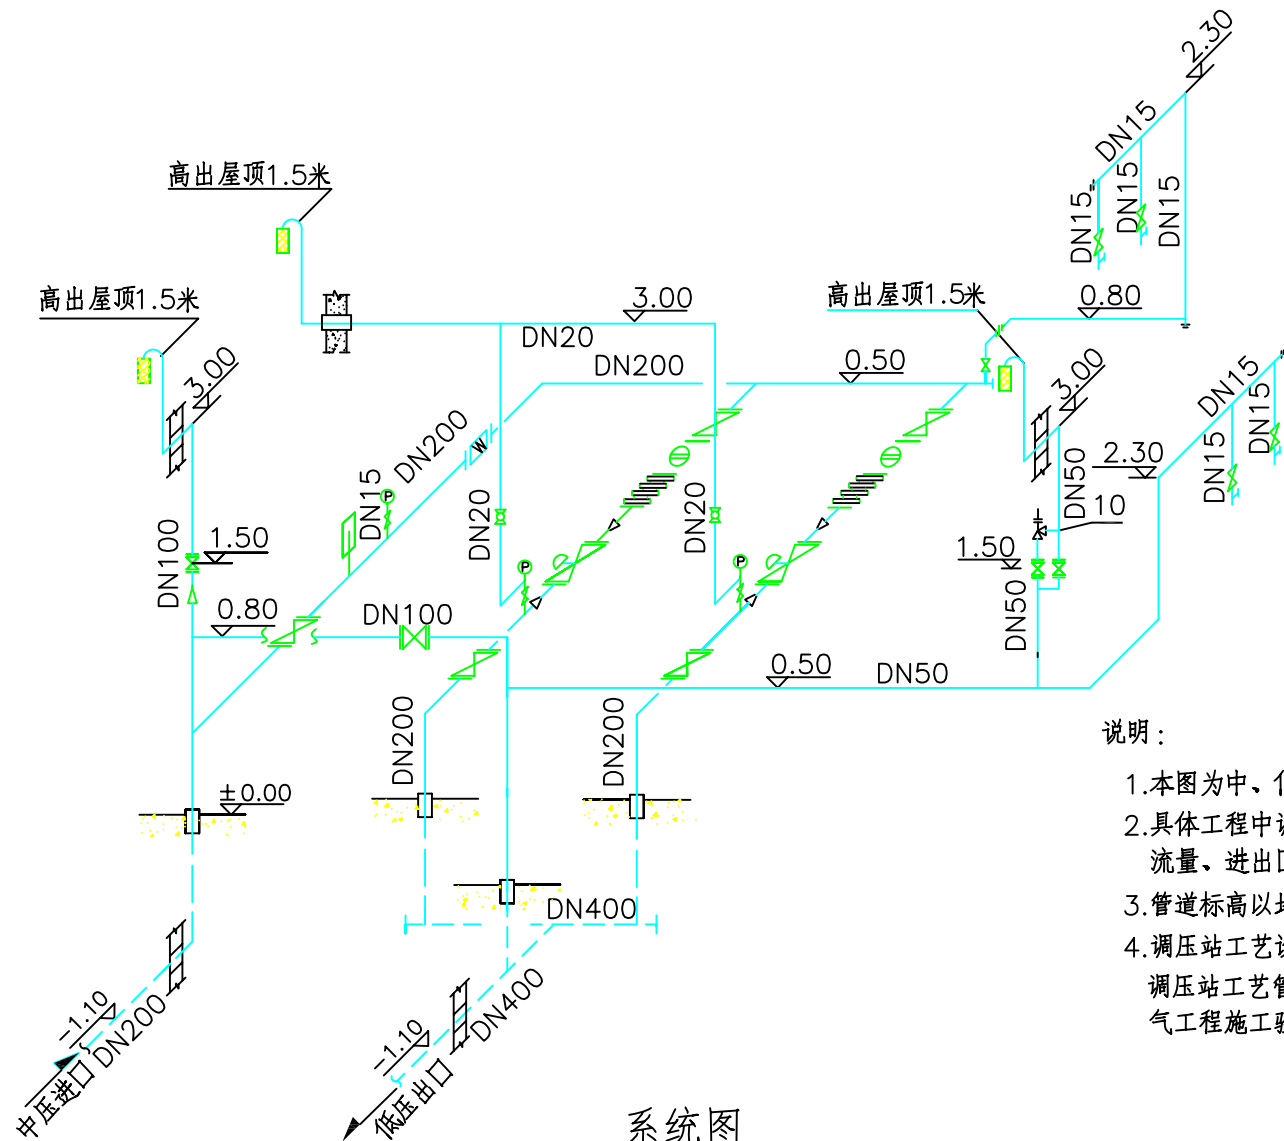 2.30
DN15
DN15
DN15
DN15
高出屋顶1.5米
高出屋顶1.5米
高出屋顶1.5米
3.00
0.80
DN20
DN200
0.50
3.00
3.00
DN15
DN15
DN15
DN200
DN15
P
W
DN20
DN20
DN50
2.30
10
1.50
1.50
DN100
P
P
DN50
0.80
DN100
0.50
DN50
DN200
DN200
±0.00
DN400
-1.10
DN200
中压进口
-1.10
DN400
低压出口
说明：
1.本图为中、
2.具体工程中
流量、进出
3.管道标高以
4.调压站工艺
调压站工艺
气工程施工
系统图